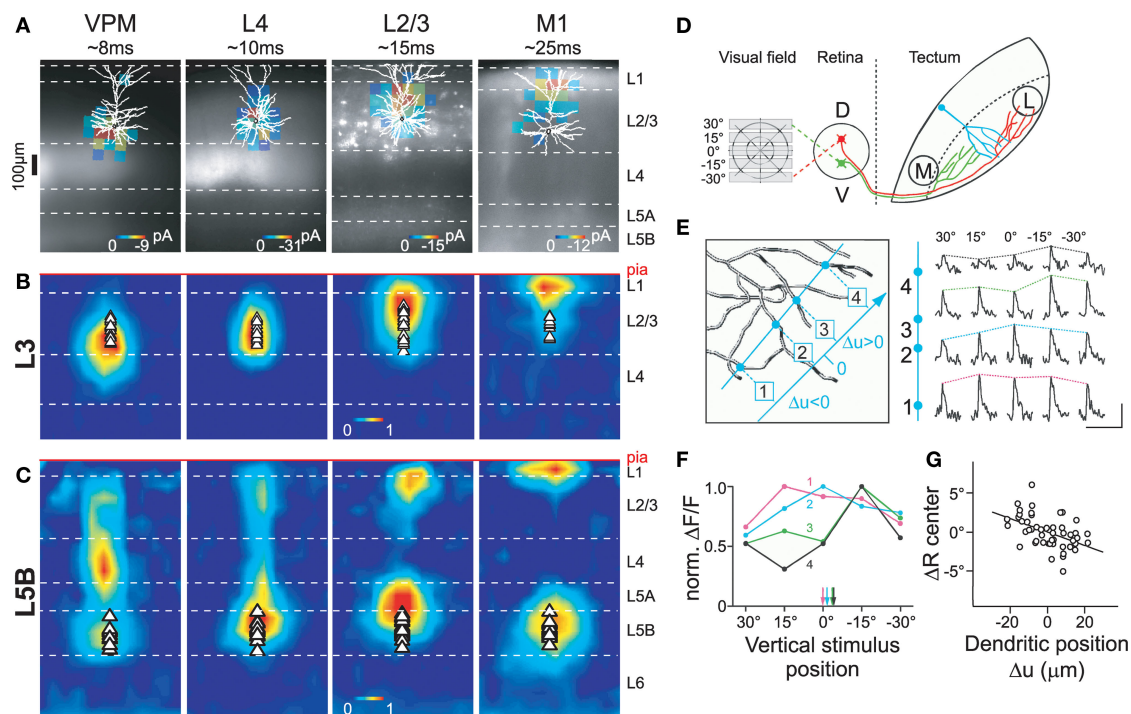 A
VPM L4 L2/3 M1
~8ms ~10ms ~15ms ~25ms
L1
L2/3
L4
L5A
L5B
100µm
0 -9 pA
0 -31 pA
0 -15 pA
0 -12 pA
B
pia
L1
L2/3
L4
L3
0 1
C
pia
L1
L2/3
L4
L5A
L5B
L6
L5B
0 1
D
Visual field Retina Tectum
30°
15°
0°
-15°
-30°
D
V
M
L
E
1
2
3
4
Δu>0
0
Δu<0
4
3
2
1
30° 15° 0° -15° -30°
F
norm. ΔF/F
1.0
0.5
0
1
2
3
4
30° 15° 0° -15° -30°
Vertical stimulus
position
G
ΔR center
5°
0°
-5°
-20 0 20
Dendritic position
Δu (µm)